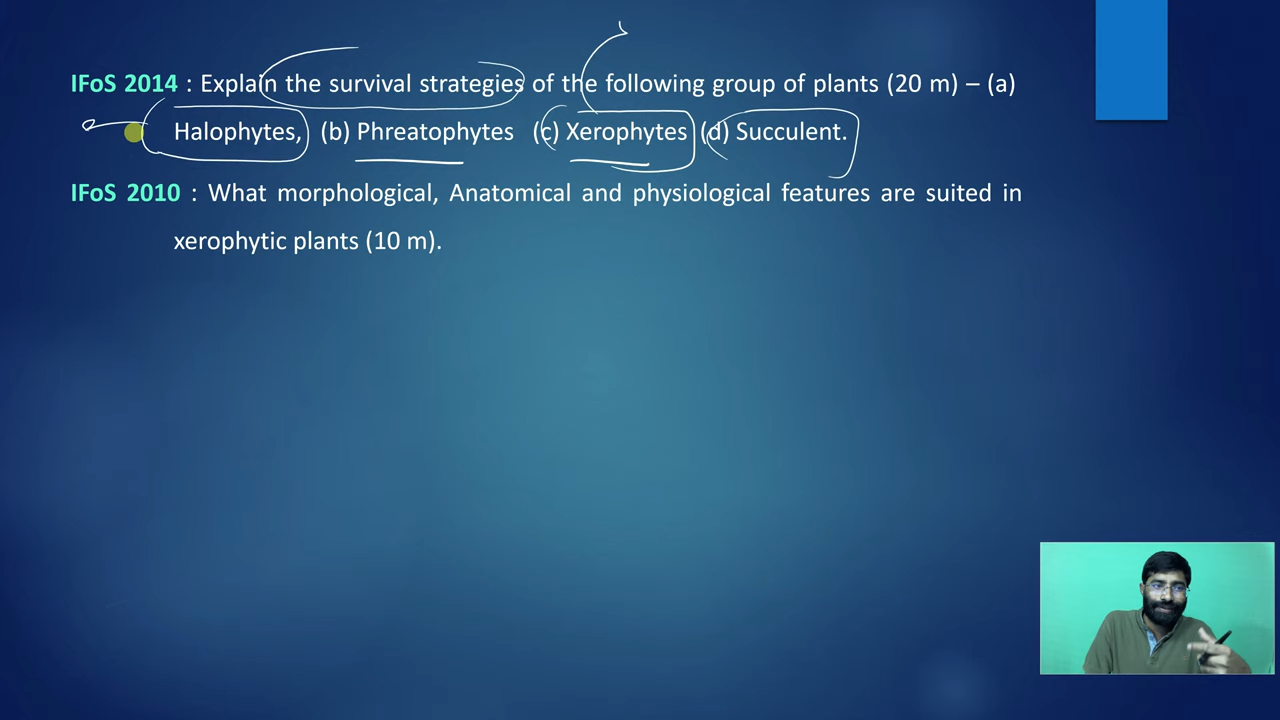 IFoS 2014 : Explain the survival strategies of the following group of plants (20 m) – (a)
Halophytes, (b) Phreatophytes (c) Xerophytes (d) Succulent.
IFoS 2010 : What morphological, Anatomical and physiological features are suited in
xerophytic plants (10 m).